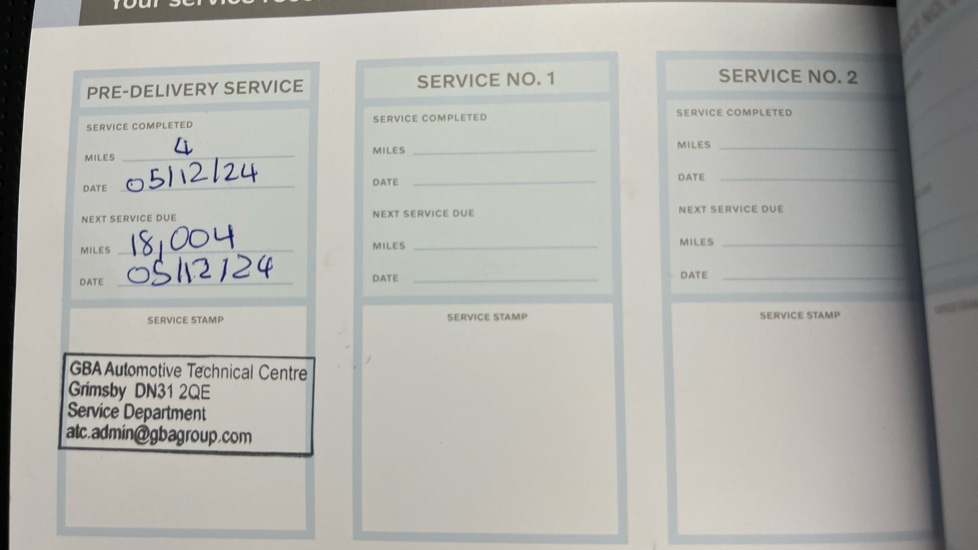 Your service reco
PRE-DELIVERY SERVICE
SERVICE COMPLETED
MILES 4
DATE 05/12/24
NEXT SERVICE DUE
MILES 18,004
DATE 05/12/24
SERVICE STAMP
GBA Automotive Technical Centre
Grimsby DN31 2QE
Service Department
atc.admin@gbagroup.com
SERVICE NO. 1
SERVICE COMPLETED
MILES
DATE
NEXT SERVICE DUE
MILES
DATE
SERVICE STAMP
SERVICE NO. 2
SERVICE COMPLETED
MILES
DATE
NEXT SERVICE DUE
MILES
DATE
SERVICE STAMP